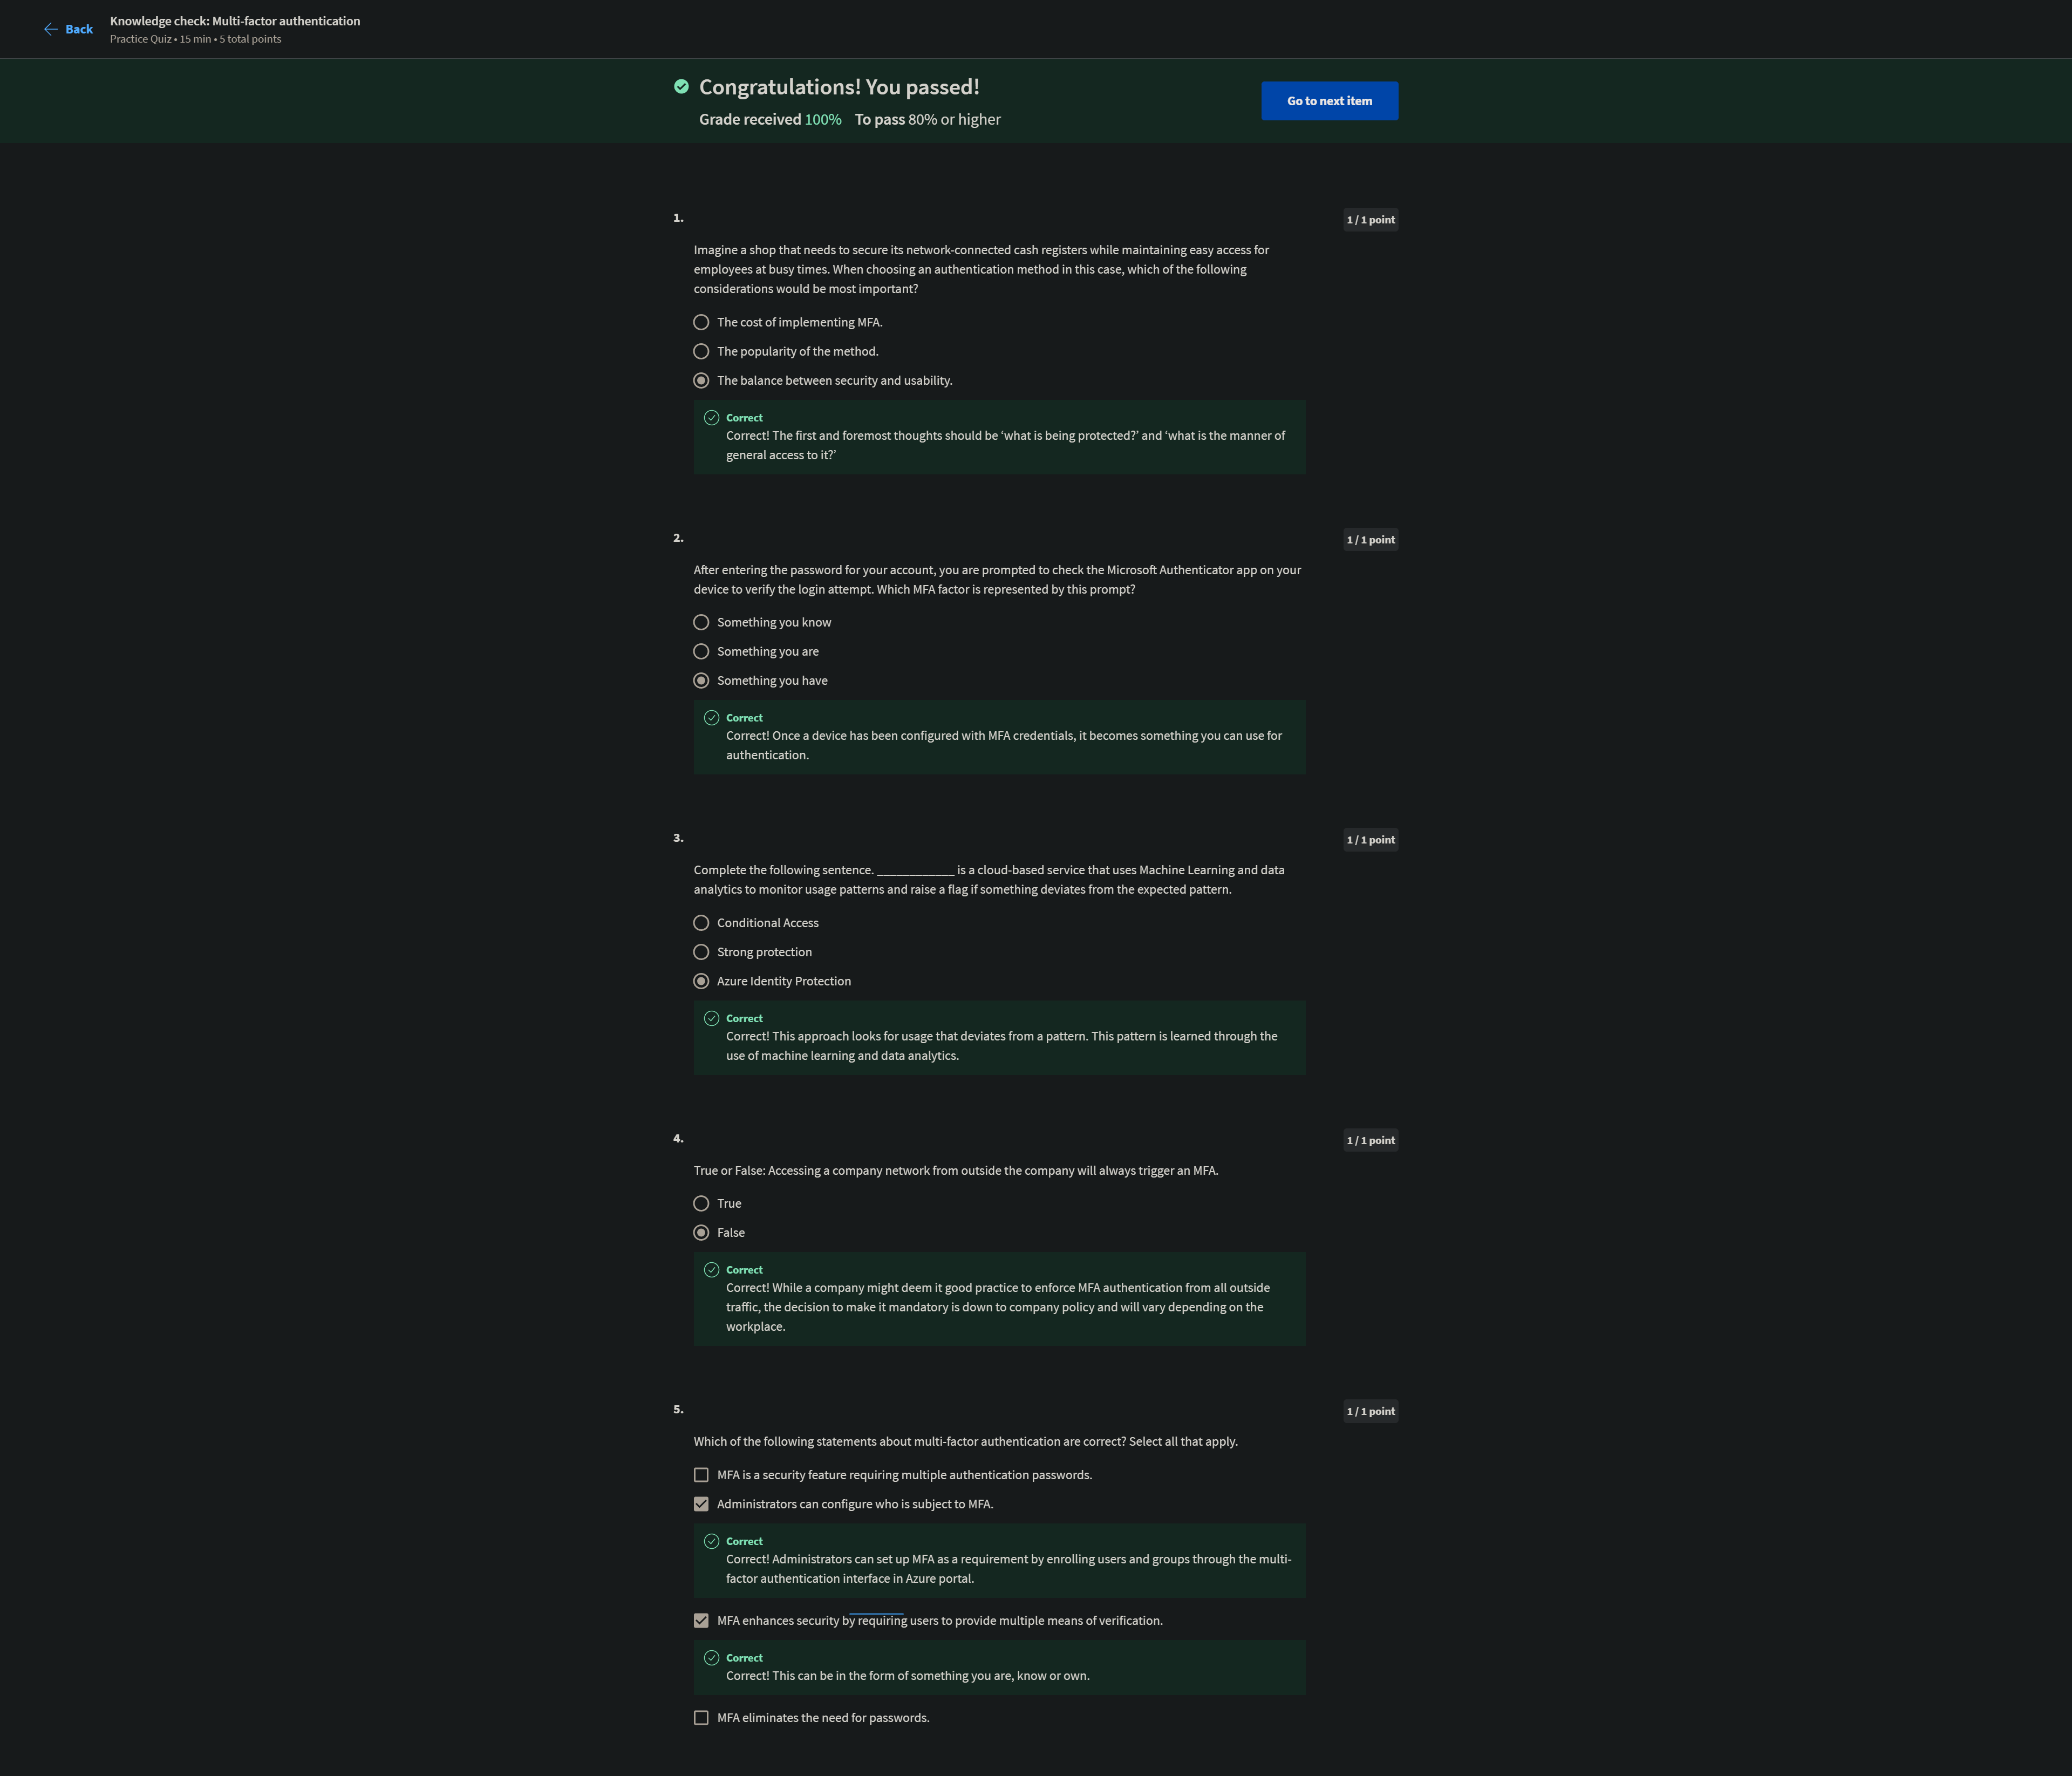 Back
Knowledge check: Multi-factor authentication
Practice Quiz • 15 min • 5 total points
Congratulations! You passed!
Grade received 100% To pass 80% or higher
Go to next item
1.
1 / 1 point
Imagine a shop that needs to secure its network-connected cash registers while maintaining easy access for
employees at busy times. When choosing an authentication method in this case, which of the following
considerations would be most important?
The cost of implementing MFA.
The popularity of the method.
The balance between security and usability.
Correct
Correct! The first and foremost thoughts should be ‘what is being protected?’ and ‘what is the manner of
general access to it?’
2.
1 / 1 point
After entering the password for your account, you are prompted to check the Microsoft Authenticator app on your
device to verify the login attempt. Which MFA factor is represented by this prompt?
Something you know
Something you are
Something you have
Correct
Correct! Once a device has been configured with MFA credentials, it becomes something you can use for
authentication.
3.
1 / 1 point
Complete the following sentence. ____________ is a cloud-based service that uses Machine Learning and data
analytics to monitor usage patterns and raise a flag if something deviates from the expected pattern.
Conditional Access
Strong protection
Azure Identity Protection
Correct
Correct! This approach looks for usage that deviates from a pattern. This pattern is learned through the
use of machine learning and data analytics.
4.
1 / 1 point
True or False: Accessing a company network from outside the company will always trigger an MFA.
True
False
Correct
Correct! While a company might deem it good practice to enforce MFA authentication from all outside
traffic, the decision to make it mandatory is down to company policy and will vary depending on the
workplace.
5.
1 / 1 point
Which of the following statements about multi-factor authentication are correct? Select all that apply.
MFA is a security feature requiring multiple authentication passwords.
Administrators can configure who is subject to MFA.
Correct
Correct! Administrators can set up MFA as a requirement by enrolling users and groups through the multi-
factor authentication interface in Azure portal.
MFA enhances security by requiring users to provide multiple means of verification.
Correct
Correct! This can be in the form of something you are, know or own.
MFA eliminates the need for passwords.